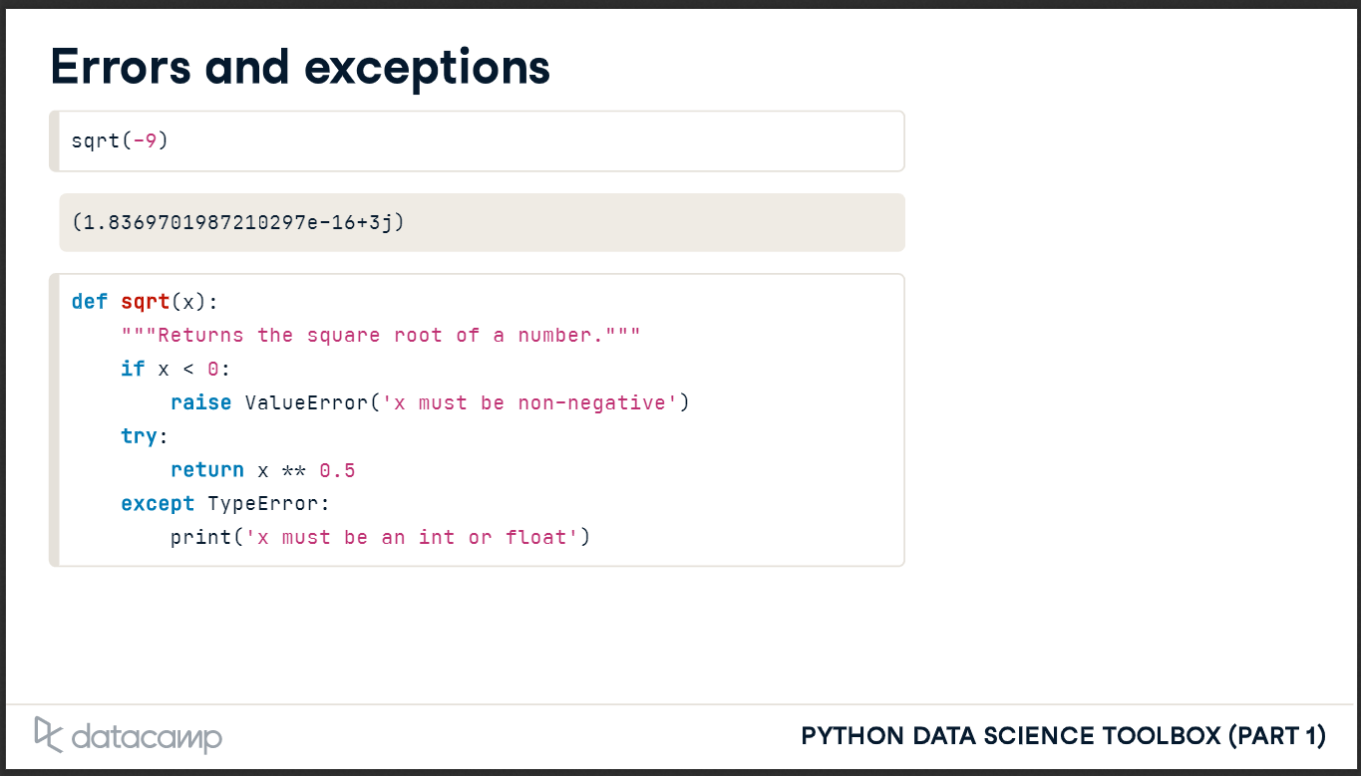 Errors and exceptions
sqrt(-9)
(1.8369701987210297e-16+3j)
def sqrt(x):
    """Returns the square root of a number."""
    if x < 0:
        raise ValueError('x must be non-negative')
    try:
        return x ** 0.5
    except TypeError:
        print('x must be an int or float')
datacamp
PYTHON DATA SCIENCE TOOLBOX (PART 1)